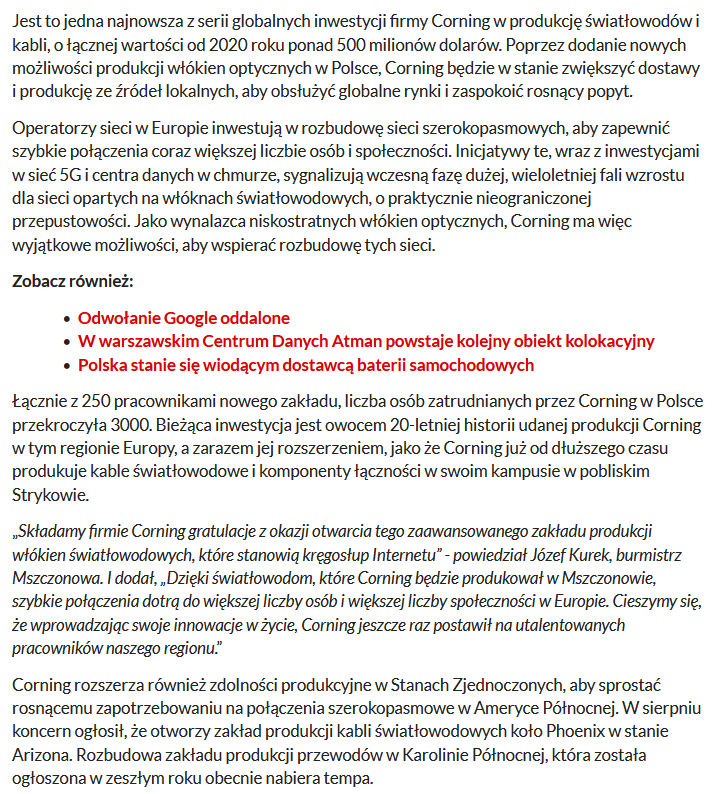 Jest to jedna najnowsza z serii globalnych inwestycji firmy Corning w produkcję światłowodów i
kabli, o łącznej wartości od 2020 roku ponad 500 milionów dolarów. Poprzez dodanie nowych
możliwości produkcji włókien optycznych w Polsce, Corning będzie w stanie zwiększyć dostawy
i produkcję ze źródeł lokalnych, aby obsłużyć globalne rynki i zaspokoić rosnący popyt.
Operatorzy sieci w Europie inwestują w rozbudowę sieci szerokopasmowych, aby zapewnić
szybkie połączenia coraz większej liczbie osób i społeczności. Inicjatywy te, wraz z inwestycjami
w sieć 5G i centra danych w chmurze, sygnalizują wczesną fazę dużej, wieloletniej fali wzrostu
dla sieci opartych na włóknach światłowodowych, o praktycznie nieograniczonej
przepustowości. Jako wynalazca niskostratnych włókien optycznych, Corning ma więc
wyjątkowe możliwości, aby wspierać rozbudowę tych sieci.
Zobacz również:
• Odwołanie Google oddalone
• W warszawskim Centrum Danych Atman powstaje kolejny obiekt kolokacyjny
• Polska stanie się wiodącym dostawcą baterii samochodowych
Łącznie z 250 pracownikami nowego zakładu, liczba osób zatrudnianych przez Corning w Polsce
przekroczyła 3000. Bieżąca inwestycja jest owocem 20-letniej historii udanej produkcji Corning
w tym regionie Europy, a zarazem jej rozszerzeniem, jako że Corning już od dłuższego czasu
produkuje kable światłowodowe i komponenty łączności w swoim kampusie w pobliskim
Strykowie.
„Składamy firmie Corning gratulacje z okazji otwarcia tego zaawansowanego zakładu produkcji
włókien światłowodowych, które stanowią kręgosłup Internetu” - powiedział Józef Kurek, burmistrz
Mszczonowa. I dodał, „Dzięki światłowodom, które Corning będzie produkował w Mszczonowie,
szybkie połączenia dotrą do większej liczby osób i większej liczby społeczności w Europie. Cieszymy się,
że wprowadzając swoje innowacje w życie, Corning jeszcze raz postawił na utalentowanych
pracowników naszego regionu.”
Corning rozszerza również zdolności produkcyjne w Stanach Zjednoczonych, aby sprostać
rosnącemu zapotrzebowaniu na połączenia szerokopasmowe w Ameryce Północnej. W sierpniu
koncern ogłosił, że otworzy zakład produkcji kabli światłowodowych koło Phoenix w stanie
Arizona. Rozbudowa zakładu produkcji przewodów w Karolinie Północnej, która została
ogłoszona w zeszłym roku obecnie nabiera tempa.